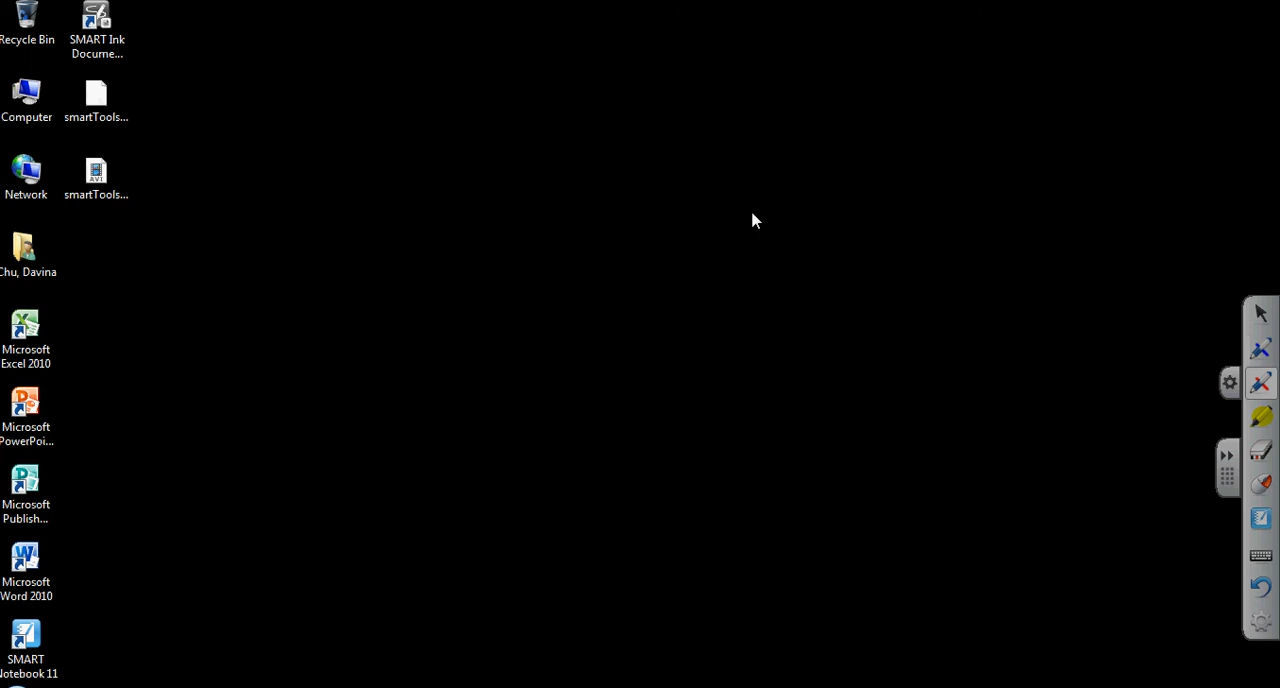 Recycle Bin
SMART Ink
Docume...
Computer
smartTools...
Network
smartTools...
Chu, Davina
Microsoft
Excel 2010
Microsoft
PowerPoi...
Microsoft
Publish...
Microsoft
Word 2010
SMART
Notebook 11